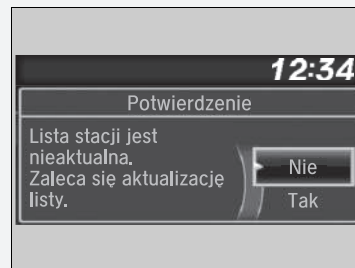 12:34
Potwierdzenie
Lista stacji jest
nieaktualna.
Zaleca się aktualizację
listy.
Nie
Tak